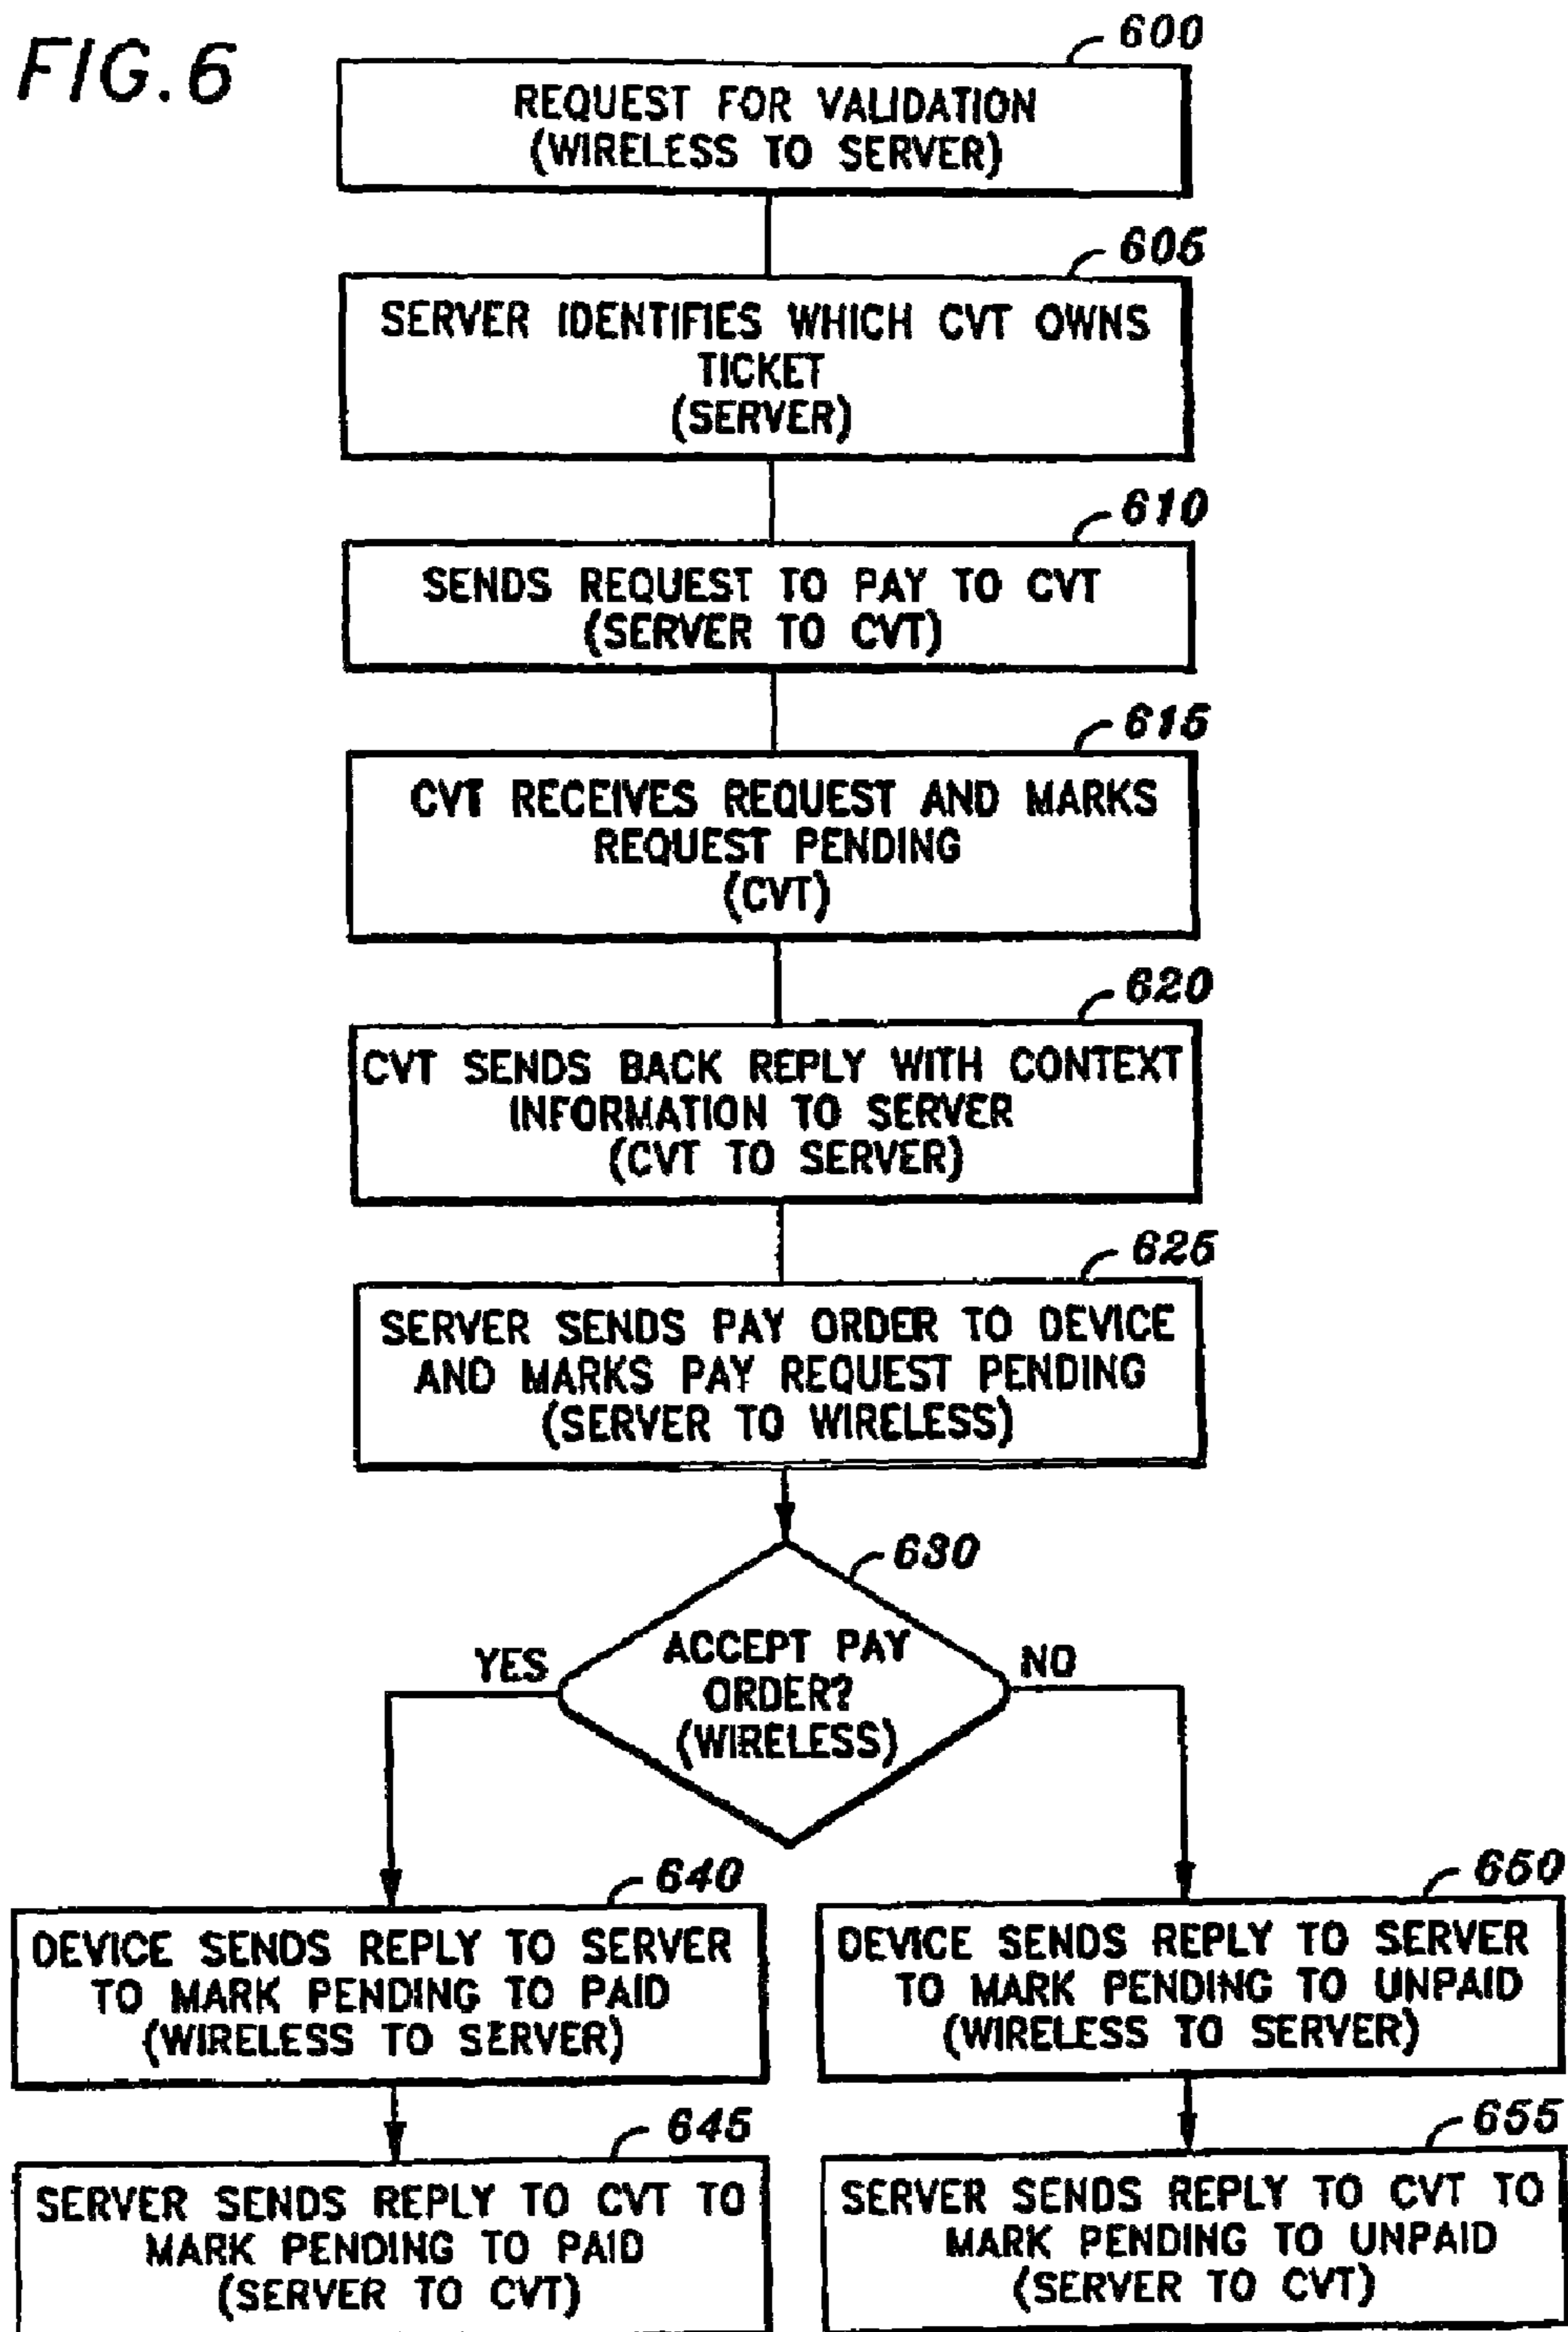 FIG. 6
600
REQUEST FOR VALIDATION
(WIRELESS TO SERVER)
605
SERVER IDENTIFIES WHICH CVT OWNS
TICKET
(SERVER)
610
SENDS REQUEST TO PAY TO CVT
(SERVER TO CVT)
615
CVT RECEIVES REQUEST AND MARKS
REQUEST PENDING
(CVT)
620
CVT SENDS BACK REPLY WITH CONTEXT
INFORMATION TO SERVER
(CVT TO SERVER)
625
SERVER SENDS PAY ORDER TO DEVICE
AND MARKS PAY REQUEST PENDING
(SERVER TO WIRELESS)
630
ACCEPT PAY
ORDER?
(WIRELESS)
YES
NO
640
DEVICE SENDS REPLY TO SERVER
TO MARK PENDING TO PAID
(WIRELESS TO SERVER)
650
DEVICE SENDS REPLY TO SERVER
TO MARK PENDING TO UNPAID
(WIRELESS TO SERVER)
645
SERVER SENDS REPLY TO CVT TO
MARK PENDING TO PAID
(SERVER TO CVT)
655
SERVER SENDS REPLY TO CVT TO
MARK PENDING TO UNPAID
(SERVER TO CVT)